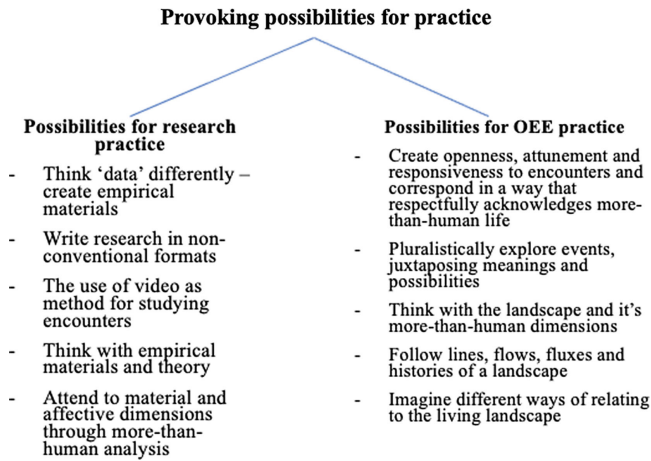 Provoking possibilities for practice
Possibilities for research
practice
- Think ‘data’ differently –
create empirical
materials
- Write research in non-
conventional formats
- The use of video as
method for studying
encounters
- Think with empirical
materials and theory
- Attend to material and
affective dimensions
through more-than-
human analysis
Possibilities for OEE practice
- Create openness, attunement and
responsiveness to encounters and
correspond in a way that
respectfully acknowledges more-
than-human life
- Pluralistically explore events,
juxtaposing meanings and
possibilities
- Think with the landscape and it’s
more-than-human dimensions
- Follow lines, flows, fluxes and
histories of a landscape
- Imagine different ways of relating
to the living landscape